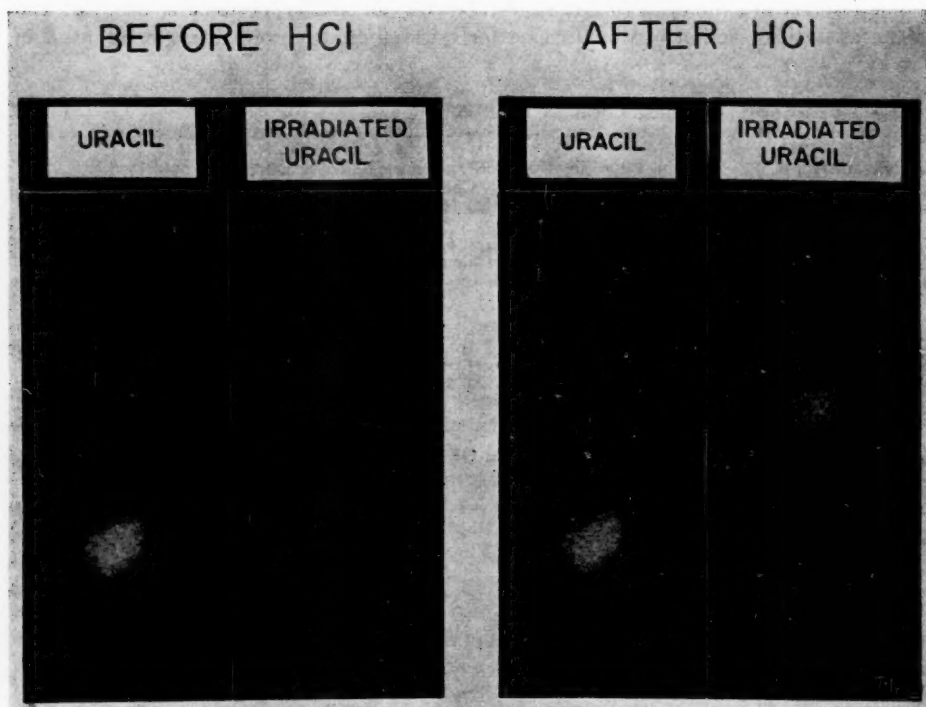 BEFORE HCl
AFTER HCl
URACIL
IRRADIATED
URACIL
URACIL
IRRADIATED
URACIL